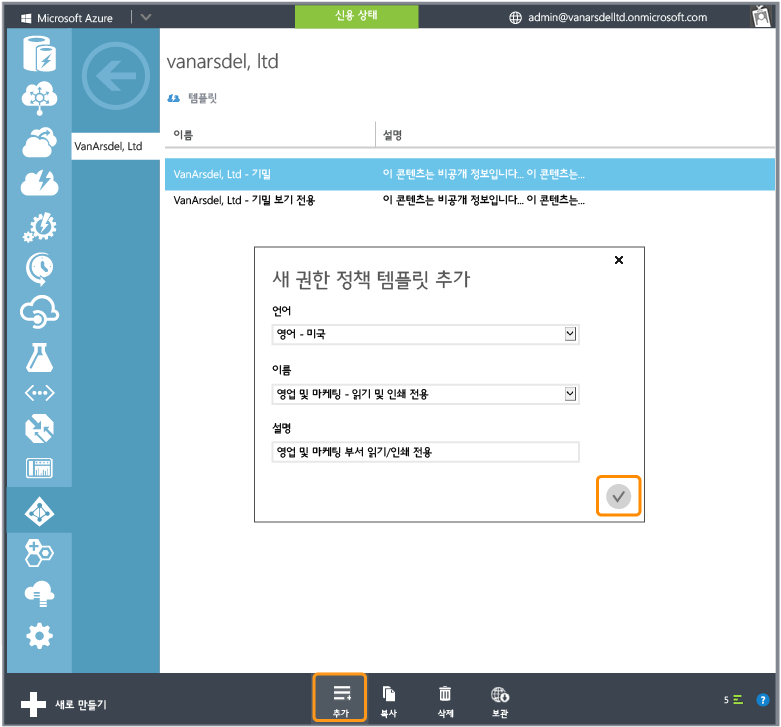 Microsoft Azure
신용 상태
admin@vanarsdelltd.onmicrosoft.com
vanarsdel, ltd
템플릿
VanArsdel, Ltd
이름 설명
VanArsdel, Ltd - 기밀 이 콘텐츠는 비공개 정보입니다... 이 콘텐츠는...
VanArsdel, Ltd - 기밀 보기 전용 이 콘텐츠는 비공개 정보입니다... 이 콘텐츠는...
새 권한 정책 템플릿 추가
언어
영어 - 미국
이름
영업 및 마케팅 - 읽기 및 인쇄 전용
설명
영업 및 마케팅 부서 읽기/인쇄 전용
새로 만들기
추가 복사 삭제 보관
5
?